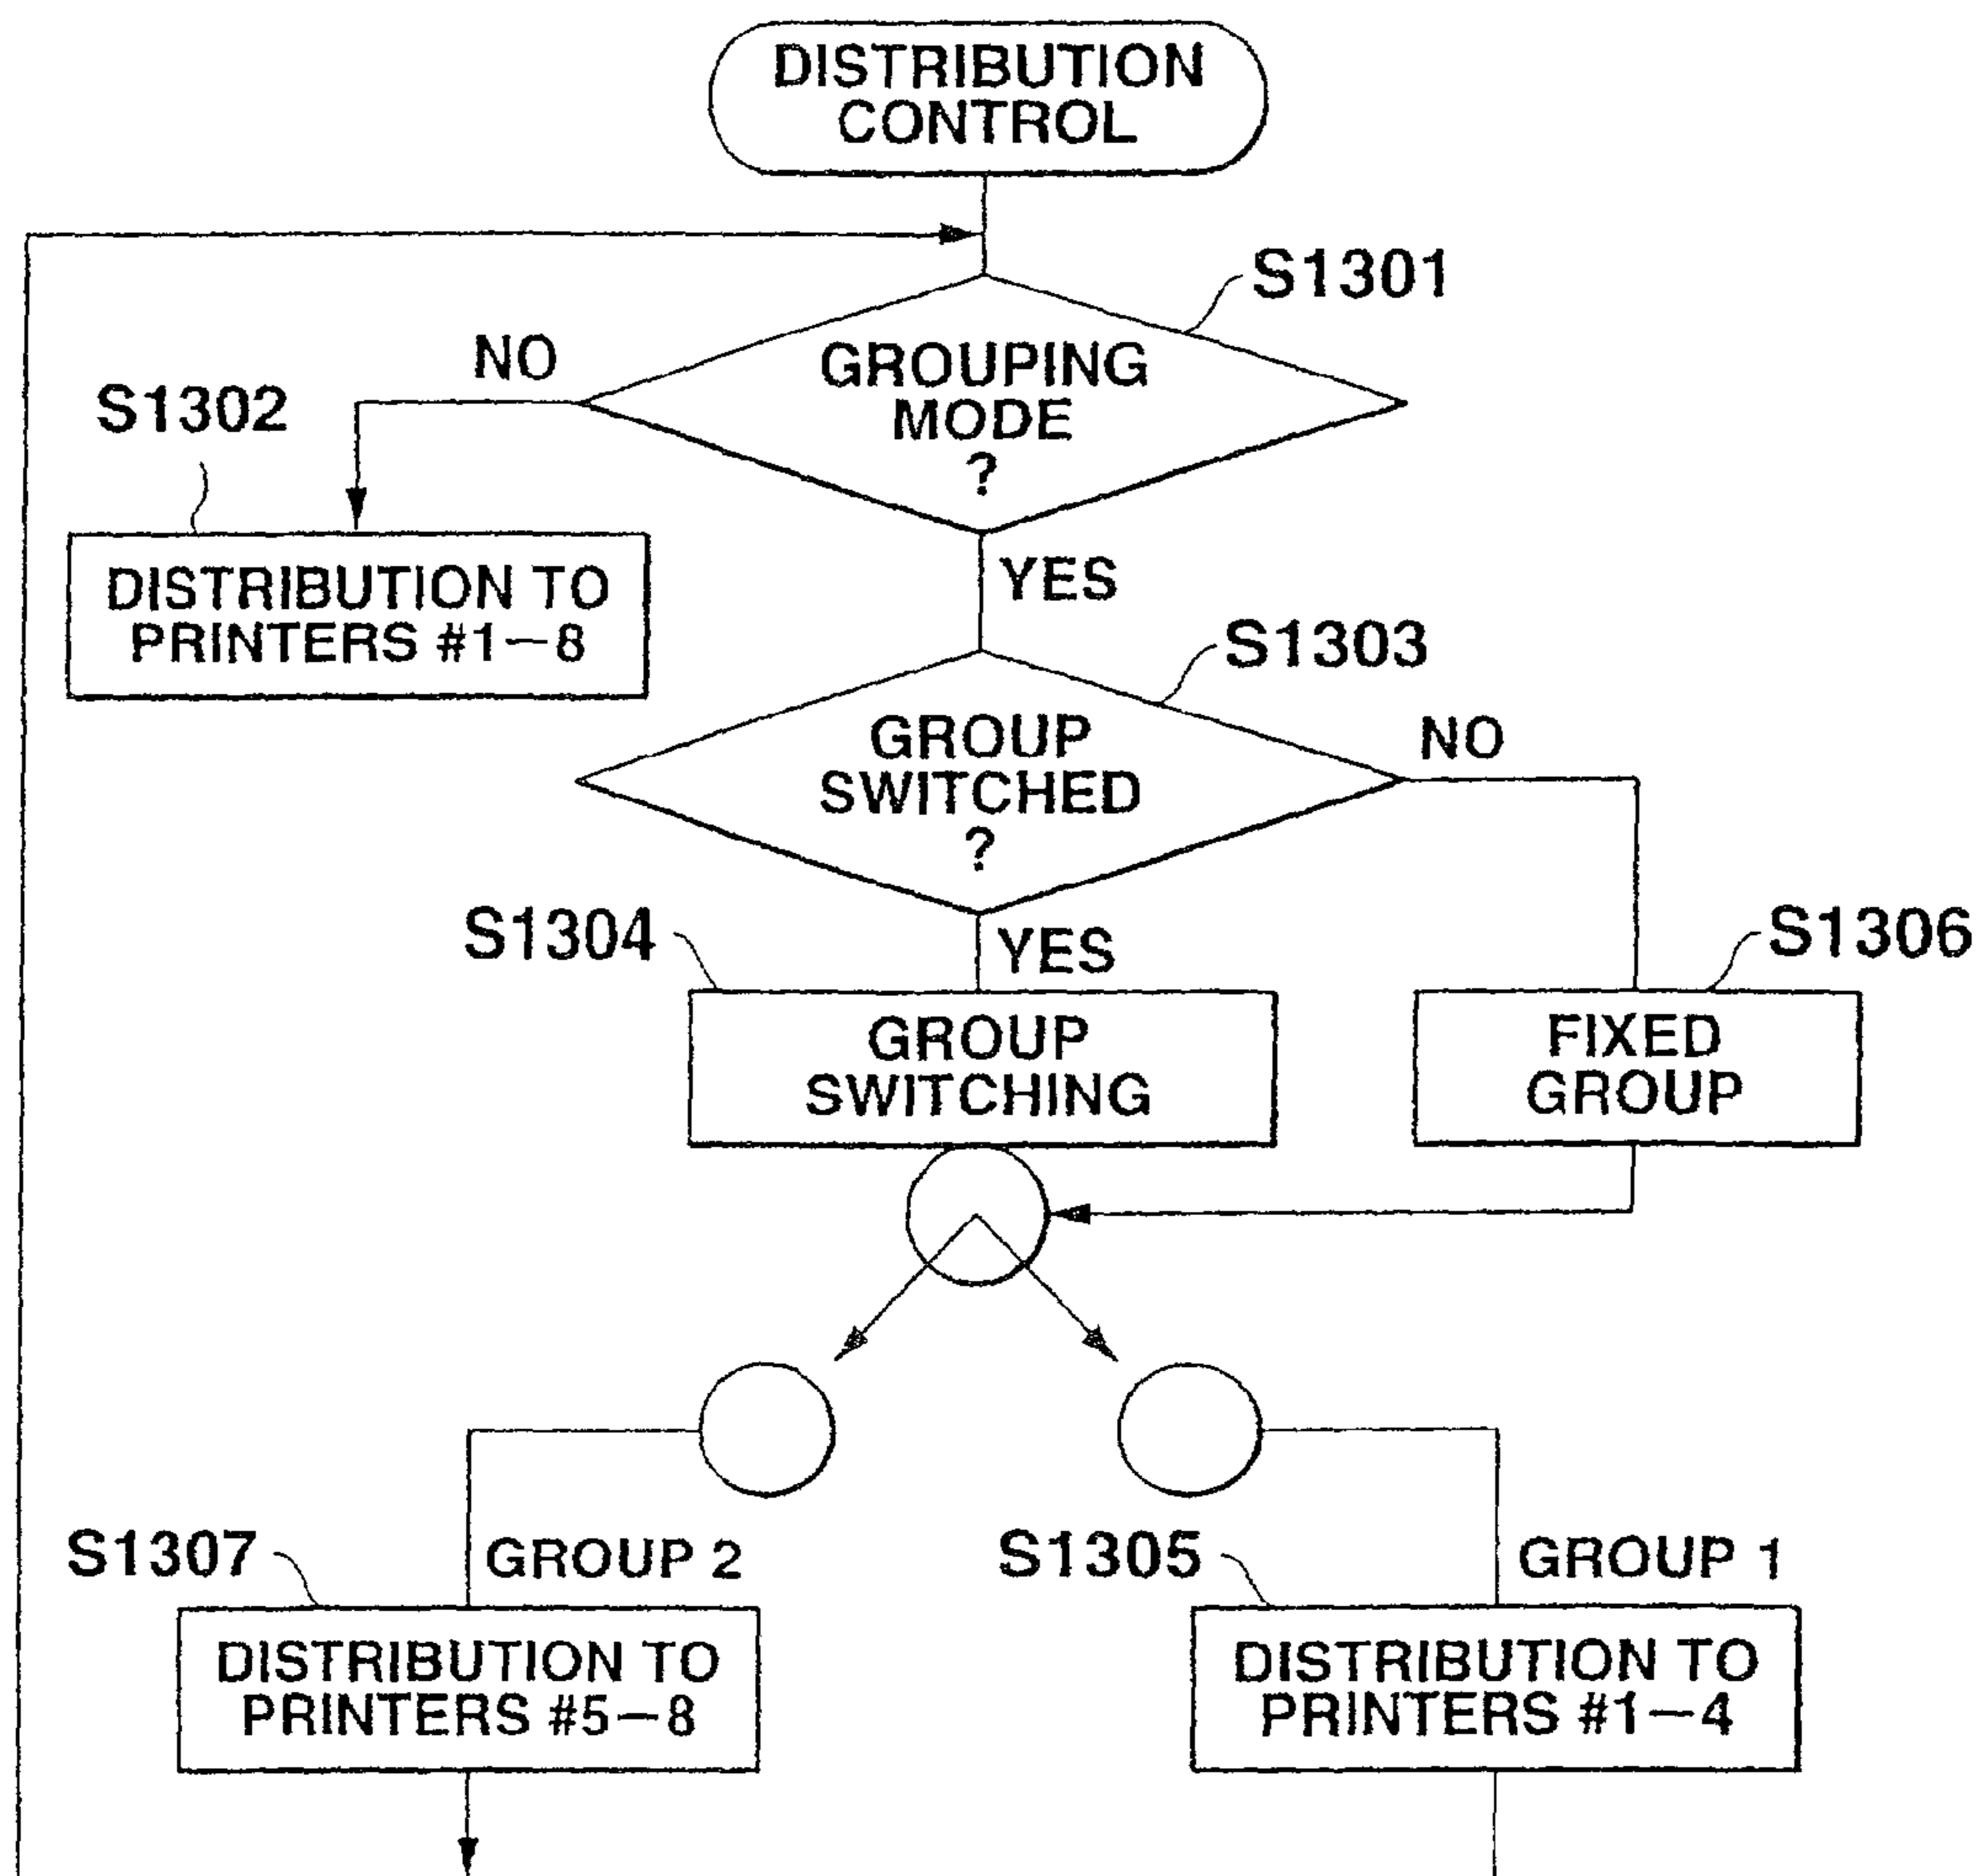 DISTRIBUTION
CONTROL
S1301
GROUPING
MODE
?
NO
S1302
DISTRIBUTION TO
PRINTERS #1—8
YES
S1303
GROUP
SWITCHED
?
NO
S1304
YES
S1306
GROUP
SWITCHING
FIXED
GROUP
S1307
GROUP 2
S1305
GROUP 1
DISTRIBUTION TO
PRINTERS #5—8
DISTRIBUTION TO
PRINTERS #1—4